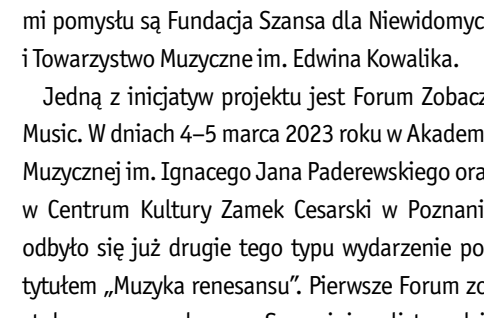 mi pomysłu są Fundacja Szansa dla Niewidomyc
i Towarzystwo Muzyczne im. Edwina Kowalika.
Jedną z inicjatyw projektu jest Forum Zobacz
Music. W dniach 4–5 marca 2023 roku w Akadem
Muzycznej im. Ignacego Jana Paderewskiego ora
w Centrum Kultury Zamek Cesarski w Poznani
odbyło się już drugie tego typu wydarzenie po
tytułem „Muzyka renesansu”. Pierwsze Forum zo